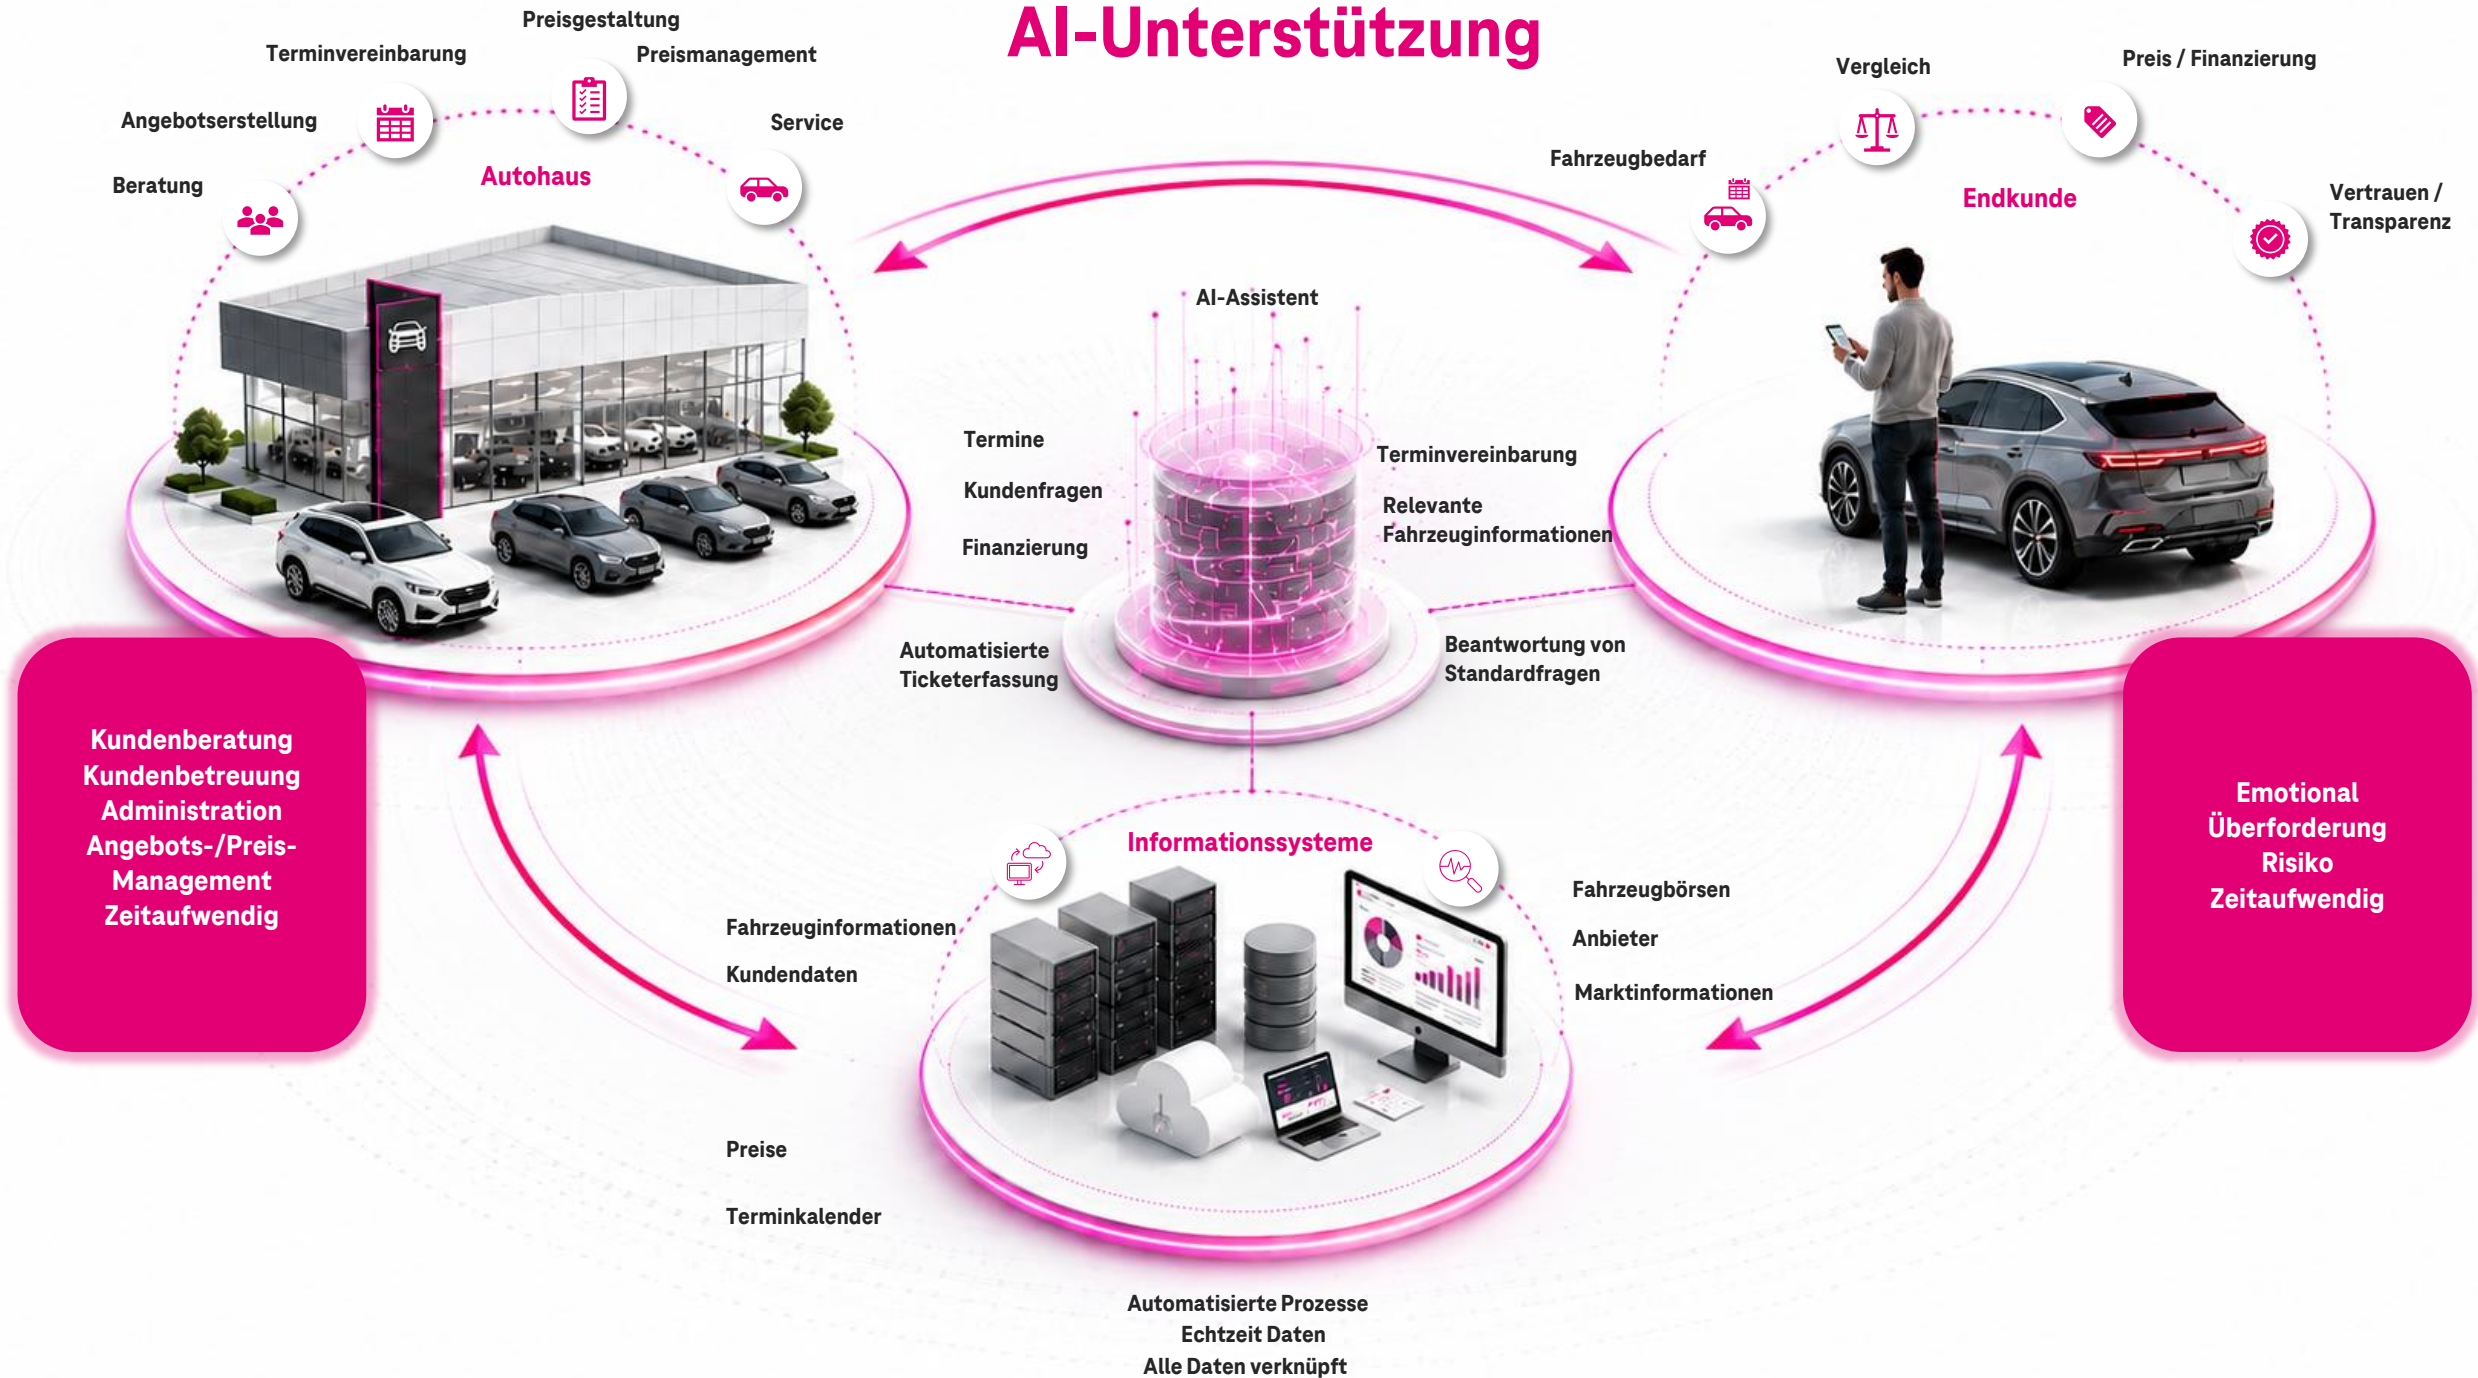 AI-Unterstützung
Preisgestaltung
Terminvereinbarung
Preismanagement
Angebotserstellung
Service
Beratung
Autohaus
Vergleich
Preis / Finanzierung
Fahrzeugbedarf
Endkunde
Vertrauen /
Transparenz
AI-Assistent
Termine
Kundenfragen
Finanzierung
Automatisierte
Ticketerfassung
Terminvereinbarung
Relevante
Fahrzeuginformationen
Beantwortung von
Standardfragen
Kundenberatung
Kundenbetreuung
Administration
Angebots-/Preis-
Management
Zeitaufwendig
Emotional
Überforderung
Risiko
Zeitaufwendig
Informationssysteme
Fahrzeuginformationen
Kundendaten
Preise
Terminkalender
Fahrzeugbörsen
Anbieter
Marktinformationen
Automatisierte Prozesse
Echtzeit Daten
Alle Daten verknüpft